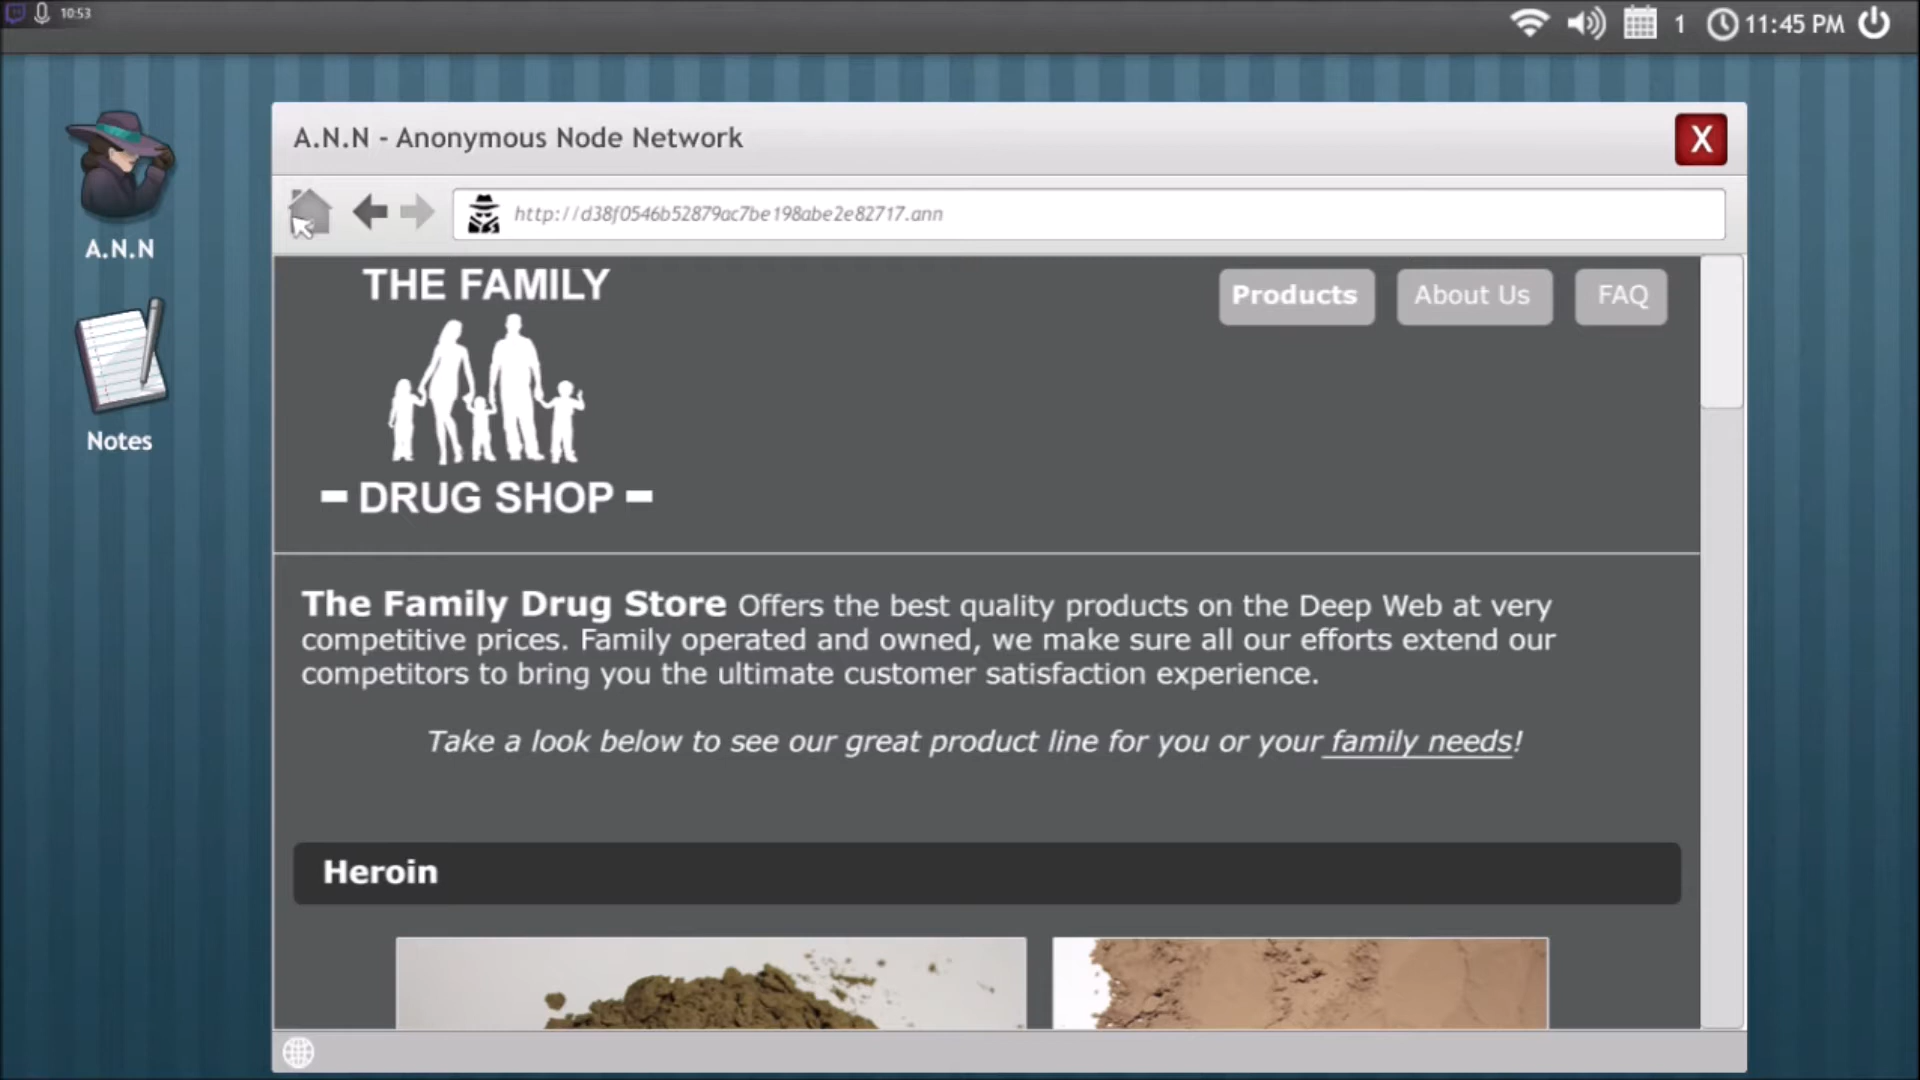 10:53
1
11:45 PM
A.N.N
Notes
A.N.N - Anonymous Node Network
X
http://d38f0546b52879ac7be198abe2e82717.ann
THE FAMILY
- DRUG SHOP -
Products
About Us
FAQ
The Family Drug Store Offers the best quality products on the Deep Web at very
competitive prices. Family operated and owned, we make sure all our efforts extend our
competitors to bring you the ultimate customer satisfaction experience.
Take a look below to see our great product line for you or your family needs!
Heroin